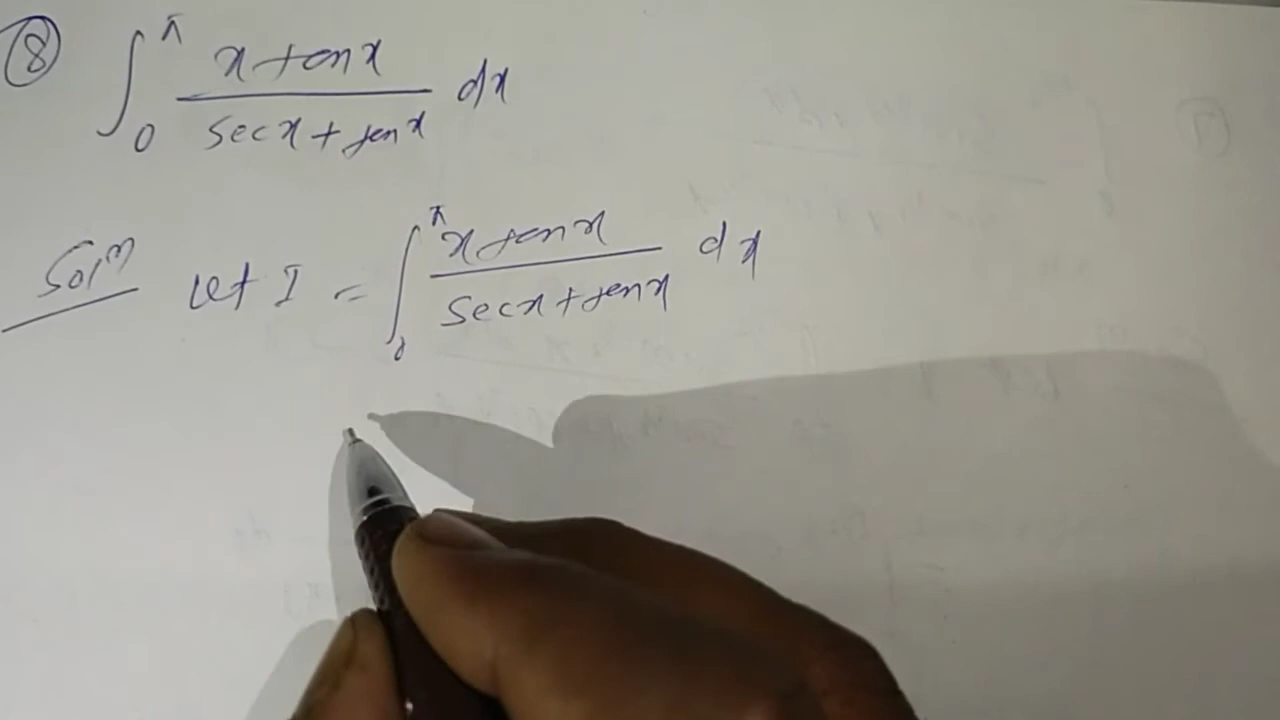 ⑧ ∫₀^π (x tan x)/(sec x + tan x) dx
Solⁿ let I = ∫₀^π (x tan x)/(sec x + tan x) dx